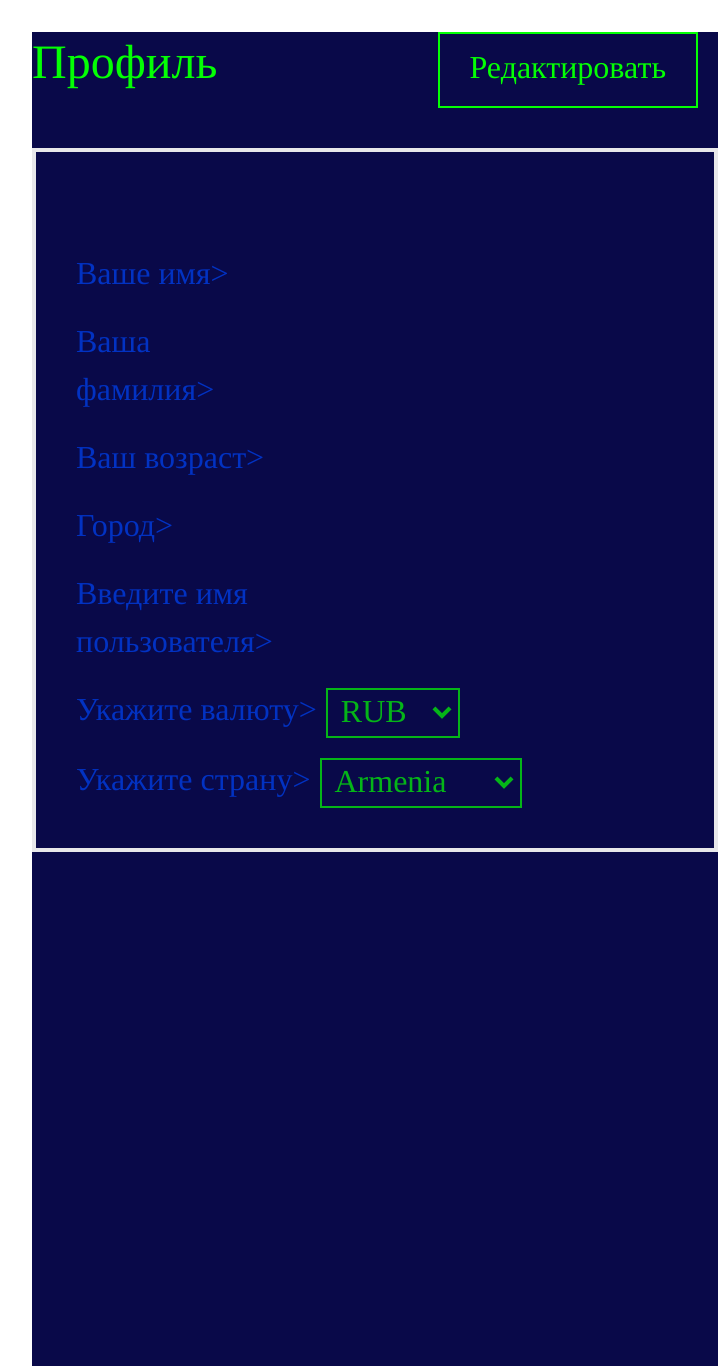 Профиль
Редактировать
Ваше имя>
Ваша
фамилия>
Ваш возраст>
Город>
Введите имя
пользователя>
Укажите валюту> RUB
Укажите страну> Armenia